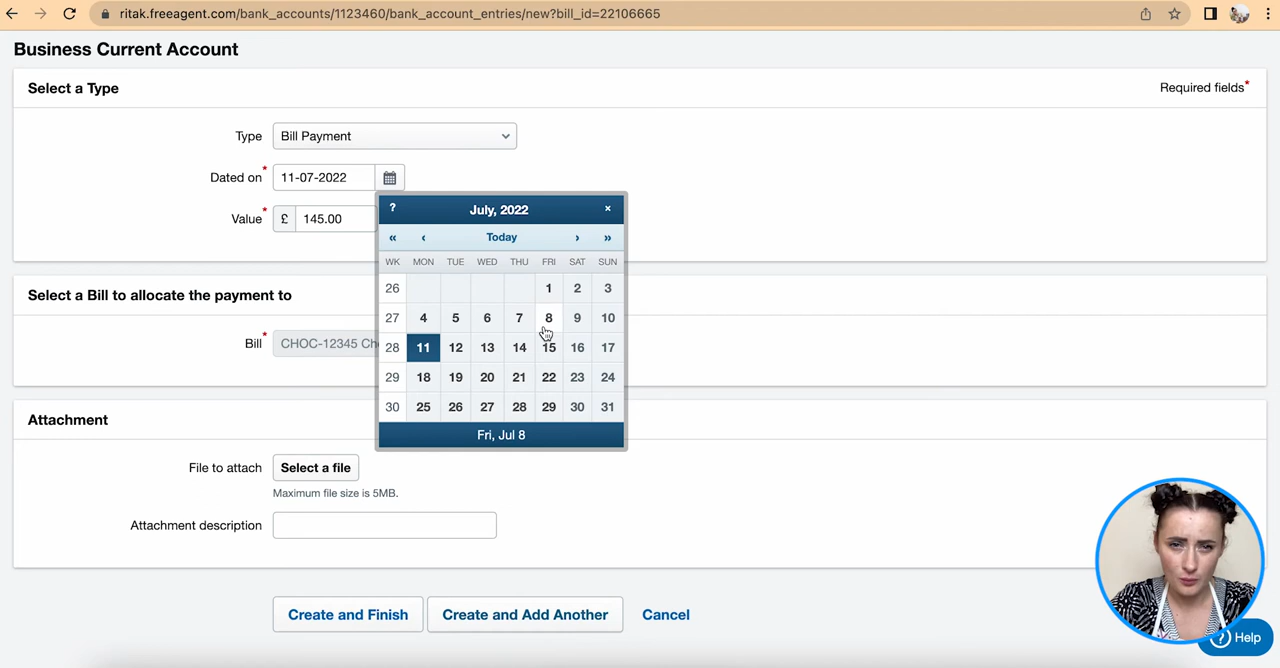 ritak.freeagent.com/bank_accounts/1123460/bank_account_entries/new?bill_id=22106665
Business Current Account
Select a Type
Required fields*
Type Bill Payment
Dated on* 11-07-2022
Value* £ 145.00
? July, 2022 ×
« ‹ Today › »
WK MON TUE WED THU FRI SAT SUN
26 1 2 3
27 4 5 6 7 8 9 10
28 11 12 13 14 15 16 17
29 18 19 20 21 22 23 24
30 25 26 27 28 29 30 31
Fri, Jul 8
Select a Bill to allocate the payment to
Bill* CHOC-12345
Attachment
File to attach Select a file
Maximum file size is 5MB.
Attachment description
Create and Finish Create and Add Another Cancel
? Help